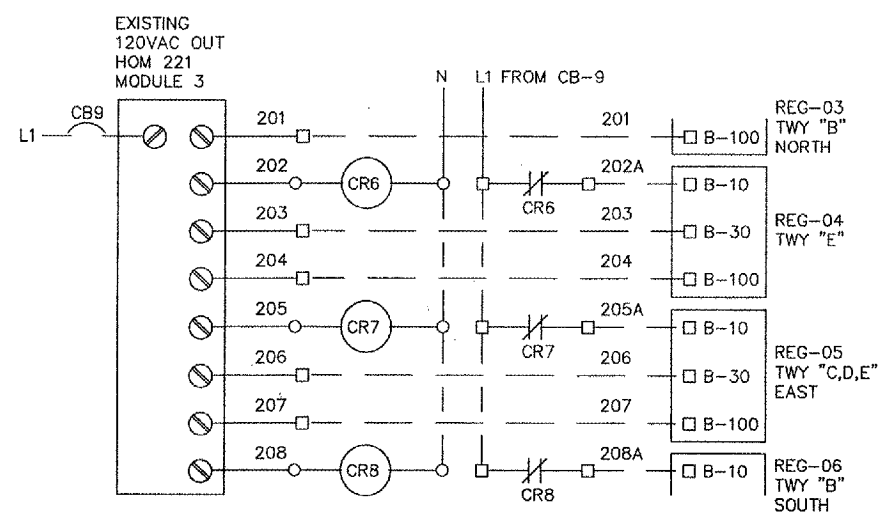 EXISTING
120VAC OUT
HOM 221
MODULE 3
N L1 FROM CB-9
L1 CB9
201 201 B-100
REG-03
TWY "B"
NORTH
202 CR6 CR6 202A B-10
203 203 B-30
204 204 B-100
REG-04
TWY "E"
205 CR7 CR7 205A B-10
206 206 B-30
207 207 B-100
REG-05
TWY "C,D,E"
EAST
208 CR8 CR8 208A B-10
REG-06
TWY "B"
SOUTH